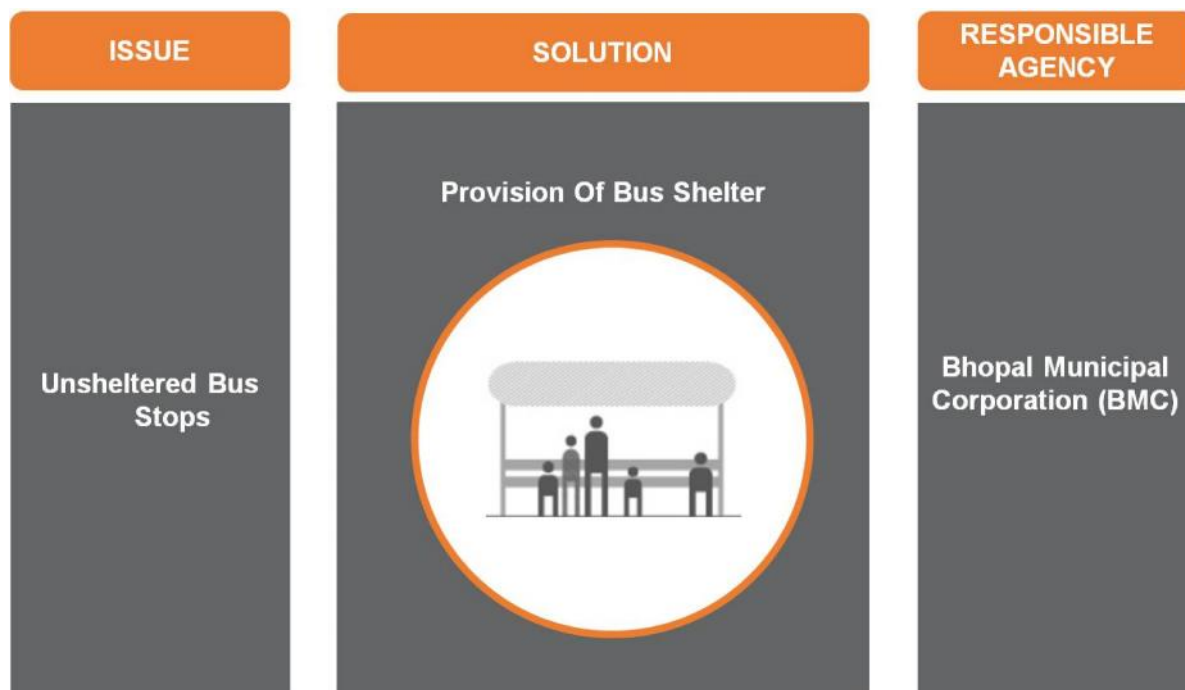 ISSUE
SOLUTION
RESPONSIBLE
AGENCY
Unsheltered Bus
Stops
Provision Of Bus Shelter
Bhopal Municipal
Corporation (BMC)